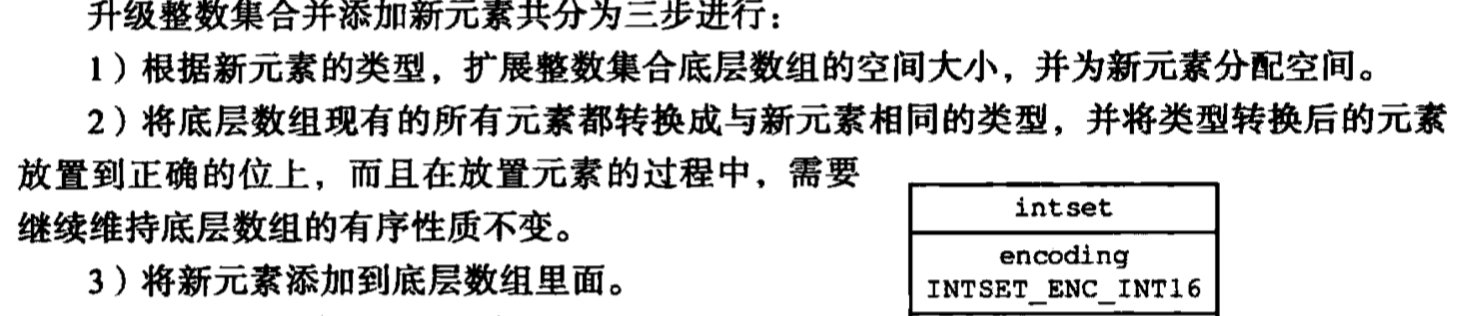 升级整数集合并添加新元素共分为三步进行：
1）根据新元素的类型，扩展整数集合底层数组的空间大小，并为新元素分配空间。
2）将底层数组现有的所有元素都转换成与新元素相同的类型，并将类型转换后的元素
放置到正确的位上，而且在放置元素的过程中，需要
继续维持底层数组的有序性质不变。
3）将新元素添加到底层数组里面。
intset
encoding
INTSET_ENC_INT16